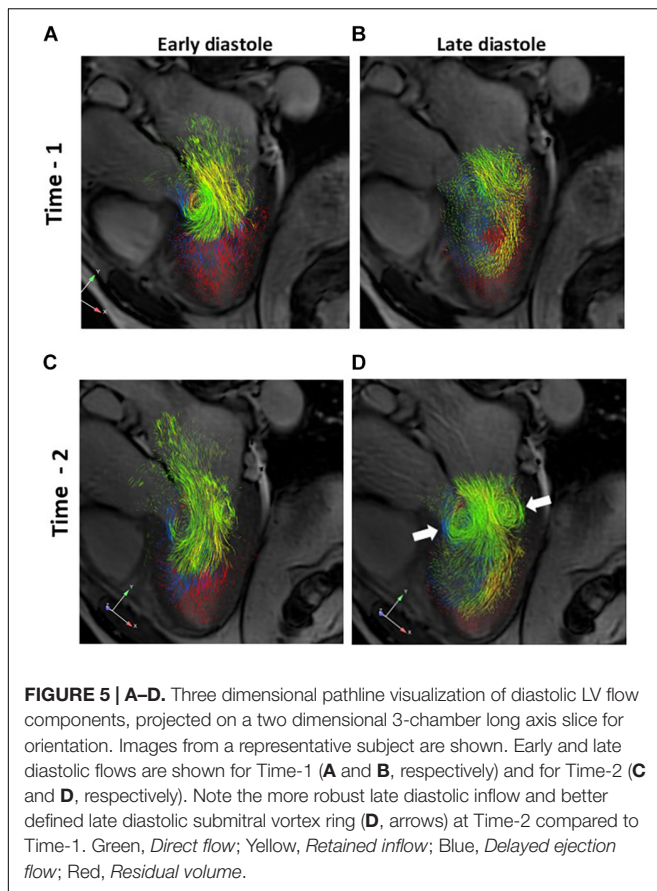 A
Early diastole
B
Late diastole
Time - 1
C
D
Time - 2
FIGURE 5 | A–D. Three dimensional pathline visualization of diastolic LV flow
components, projected on a two dimensional 3-chamber long axis slice for
orientation. Images from a representative subject are shown. Early and late
diastolic flows are shown for Time-1 (A and B, respectively) and for Time-2 (C
and D, respectively). Note the more robust late diastolic inflow and better
defined late diastolic submitral vortex ring (D, arrows) at Time-2 compared to
Time-1. Green, Direct flow; Yellow, Retained inflow; Blue, Delayed ejection
flow; Red, Residual volume.